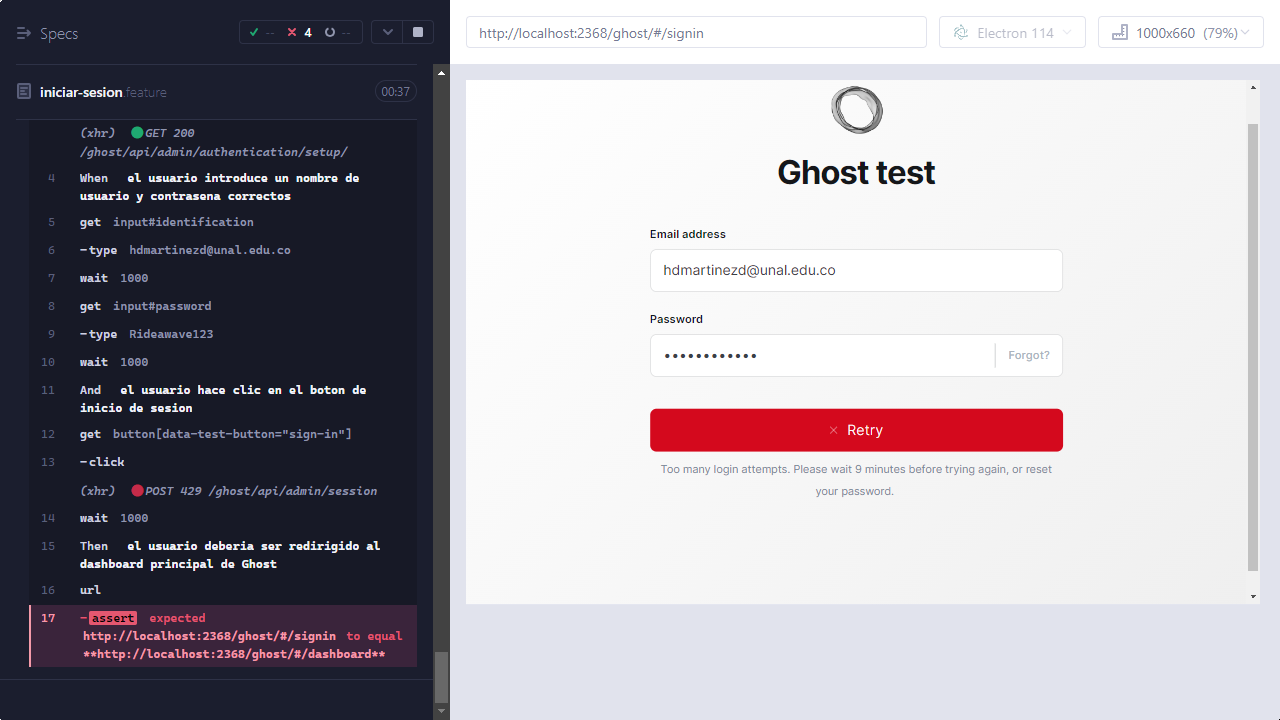 Specs
-- 4 --
iniciar-sesion.feature 00:37
(xhr) GET 200
/ghost/api/admin/authentication/setup/
4 When el usuario introduce un nombre de
usuario y contrasena correctos
5 get input#identification
6 -type hdmartinezd@unal.edu.co
7 wait 1000
8 get input#password
9 -type Rideawave123
10 wait 1000
11 And el usuario hace clic en el boton de
inicio de sesion
12 get button[data-test-button="sign-in"]
13 -click
(xhr) POST 429 /ghost/api/admin/session
14 wait 1000
15 Then el usuario deberia ser redirigido al
dashboard principal de Ghost
16 url
17 -assert expected
http://localhost:2368/ghost/#/signin to equal
**http://localhost:2368/ghost/#/dashboard**
http://localhost:2368/ghost/#/signin
Electron 114
1000x660 (79%)
Ghost test
Email address
hdmartinezd@unal.edu.co
Password
•••••••••••• Forgot?
× Retry
Too many login attempts. Please wait 9 minutes before trying again, or reset
your password.